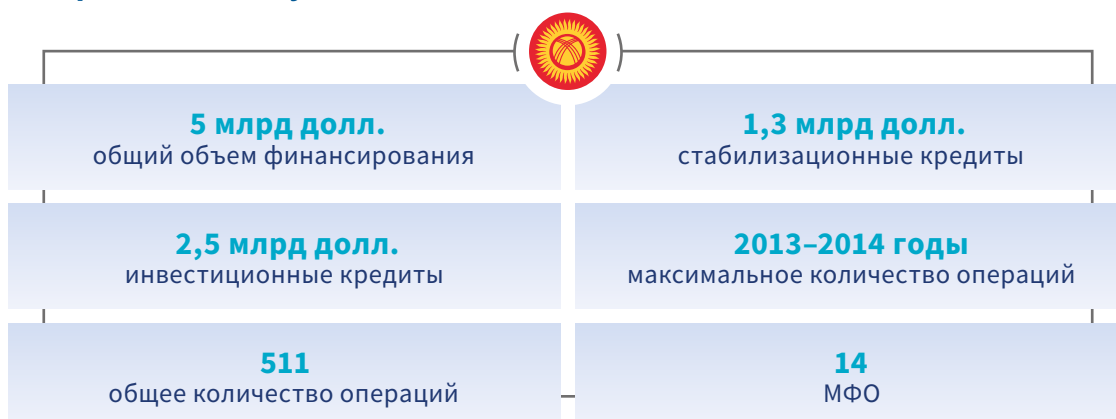 5 млрд долл.
общий объем финансирования
1,3 млрд долл.
стабилизационные кредиты
2,5 млрд долл.
инвестиционные кредиты
2013–2014 годы
максимальное количество операций
511
общее количество операций
14
МФО